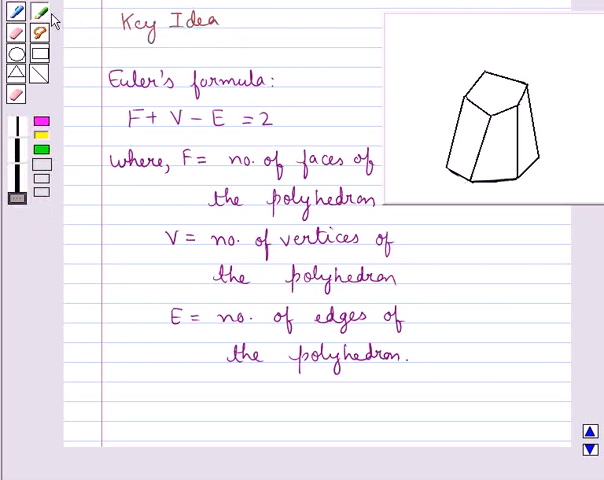 Key Idea
Euler's formula:
F + V - E = 2
where, F = no. of faces of
the polyhedron
V = no. of vertices of
the polyhedron
E = no. of edges of
the polyhedron.